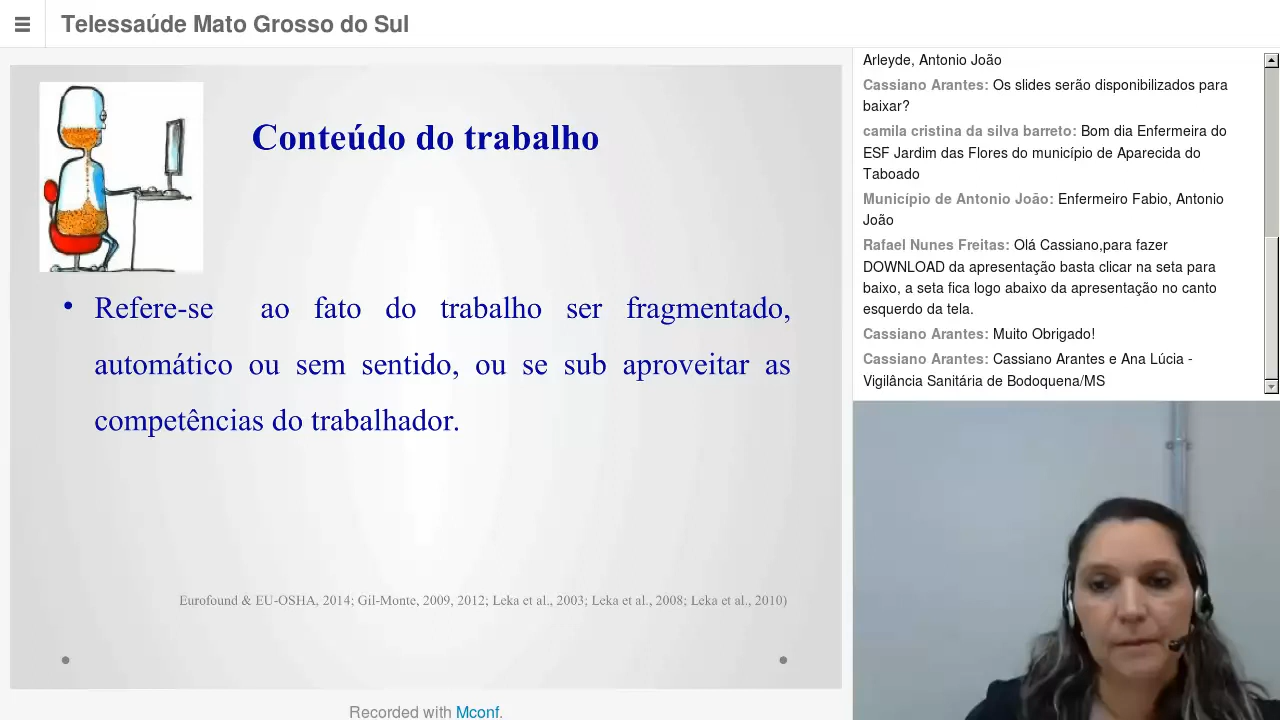 Telessaúde Mato Grosso do Sul
Conteúdo do trabalho
• Refere-se ao fato do trabalho ser fragmentado,
automático ou sem sentido, ou se sub aproveitar as
competências do trabalhador.
Eurofound & EU-OSHA, 2014; Gil-Monte, 2009, 2012; Leka et al., 2003; Leka et al., 2008; Leka et al., 2010)
Recorded with Mconf.
Arleyde, Antonio João
Cassiano Arantes: Os slides serão disponibilizados para
baixar?
camila cristina da silva barreto: Bom dia Enfermeira do
ESF Jardim das Flores do município de Aparecida do
Taboado
Município de Antonio João: Enfermeiro Fabio, Antonio
João
Rafael Nunes Freitas: Olá Cassiano,para fazer
DOWNLOAD da apresentação basta clicar na seta para
baixo, a seta fica logo abaixo da apresentação no canto
esquerdo da tela.
Cassiano Arantes: Muito Obrigado!
Cassiano Arantes: Cassiano Arantes e Ana Lúcia -
Vigilância Sanitária de Bodoquena/MS